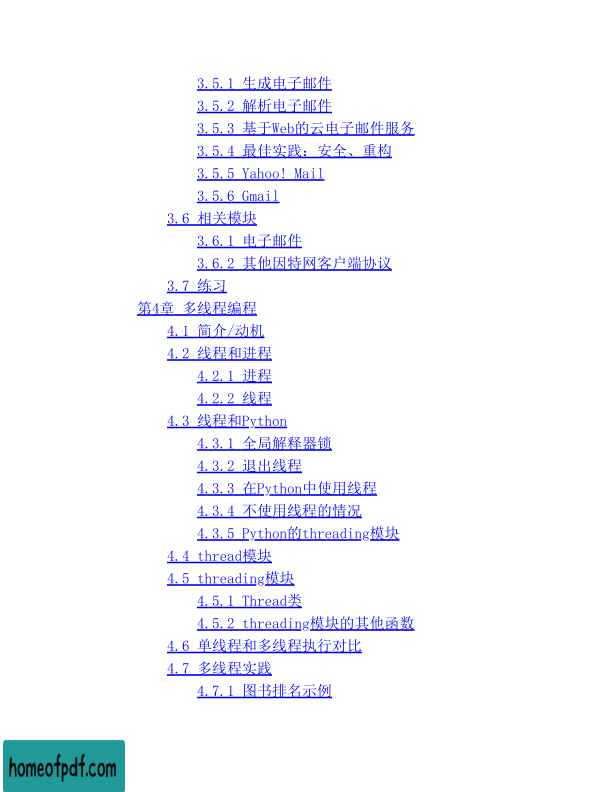 3.5.1 生成电子邮件
3.5.2 解析电子邮件
3.5.3 基于Web的云电子邮件服务
3.5.4 最佳实践：安全、重构
3.5.5 Yahoo! Mail
3.5.6 Gmail
3.6 相关模块
3.6.1 电子邮件
3.6.2 其他因特网客户端协议
3.7 练习
第4章 多线程编程
4.1 简介/动机
4.2 线程和进程
4.2.1 进程
4.2.2 线程
4.3 线程和Python
4.3.1 全局解释器锁
4.3.2 退出线程
4.3.3 在Python中使用线程
4.3.4 不使用线程的情况
4.3.5 Python的threading模块
4.4 thread模块
4.5 threading模块
4.5.1 Thread类
4.5.2 threading模块的其他函数
4.6 单线程和多线程执行对比
4.7 多线程实践
4.7.1 图书排名示例
homeofpdf.com